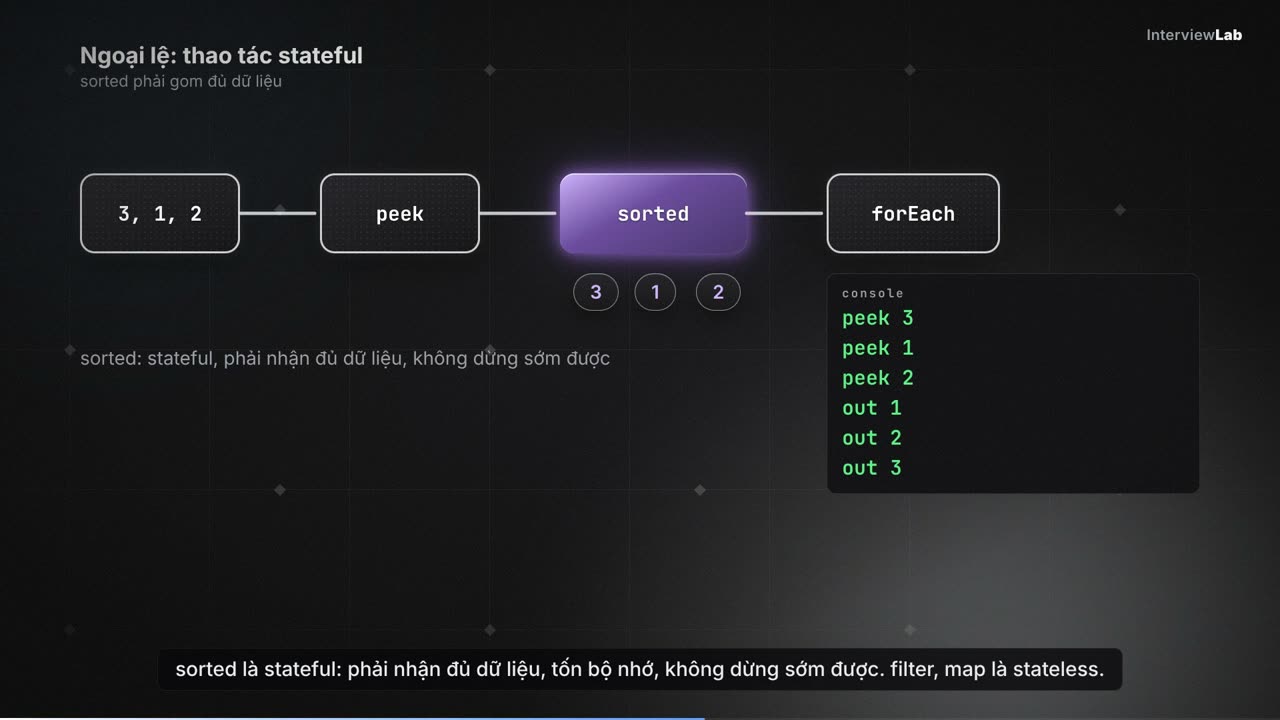 Ngoại lệ: thao tác stateful
InterviewLab
sorted phải gom đủ dữ liệu
3, 1, 2
peek
sorted
forEach
3
1
2
console
peek 3
peek 1
peek 2
out 1
out 2
out 3
sorted: stateful, phải nhận đủ dữ liệu, không dừng sớm được
sorted là stateful: phải nhận đủ dữ liệu, tốn bộ nhớ, không dừng sớm được. filter, map là stateless.